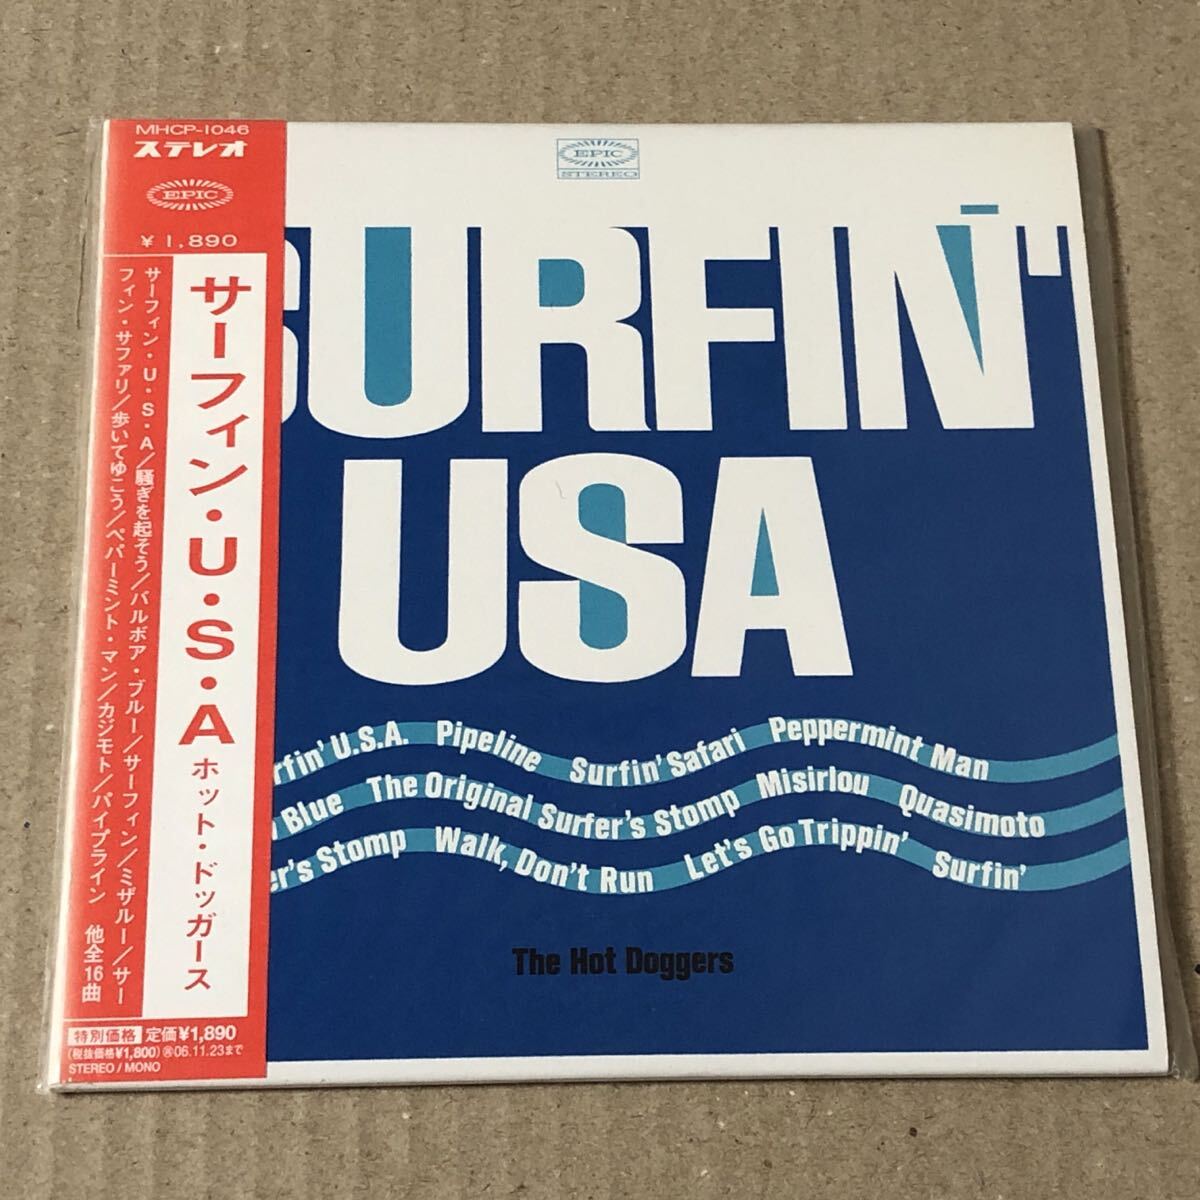 MHCP-1046
ステレオ
EPIC
¥1,890
サーフィン・U・S・A
ホット・ドッガース
サーフィン・U・S・A/騒ぎを起そう/バルボア・ブルー/サーフィン/ミザルー/サー
フィン・サファリ/歩いてゆこう/ペパーミント・マン/カジモト/パイプライン 他全16曲
特別価格 定価¥1,890
(税抜価格¥1,800) 再06.11.23まで
STEREO/MONO
EPIC
STEREO
SURFIN'
USA
rfin' U.S.A. Pipeline Surfin' Safari Peppermint Man
Blue The Original Surfer's Stomp Misirlou Quasimoto
er's Stomp Walk, Don't Run Let's Go Trippin' Surfin'
The Hot Doggers